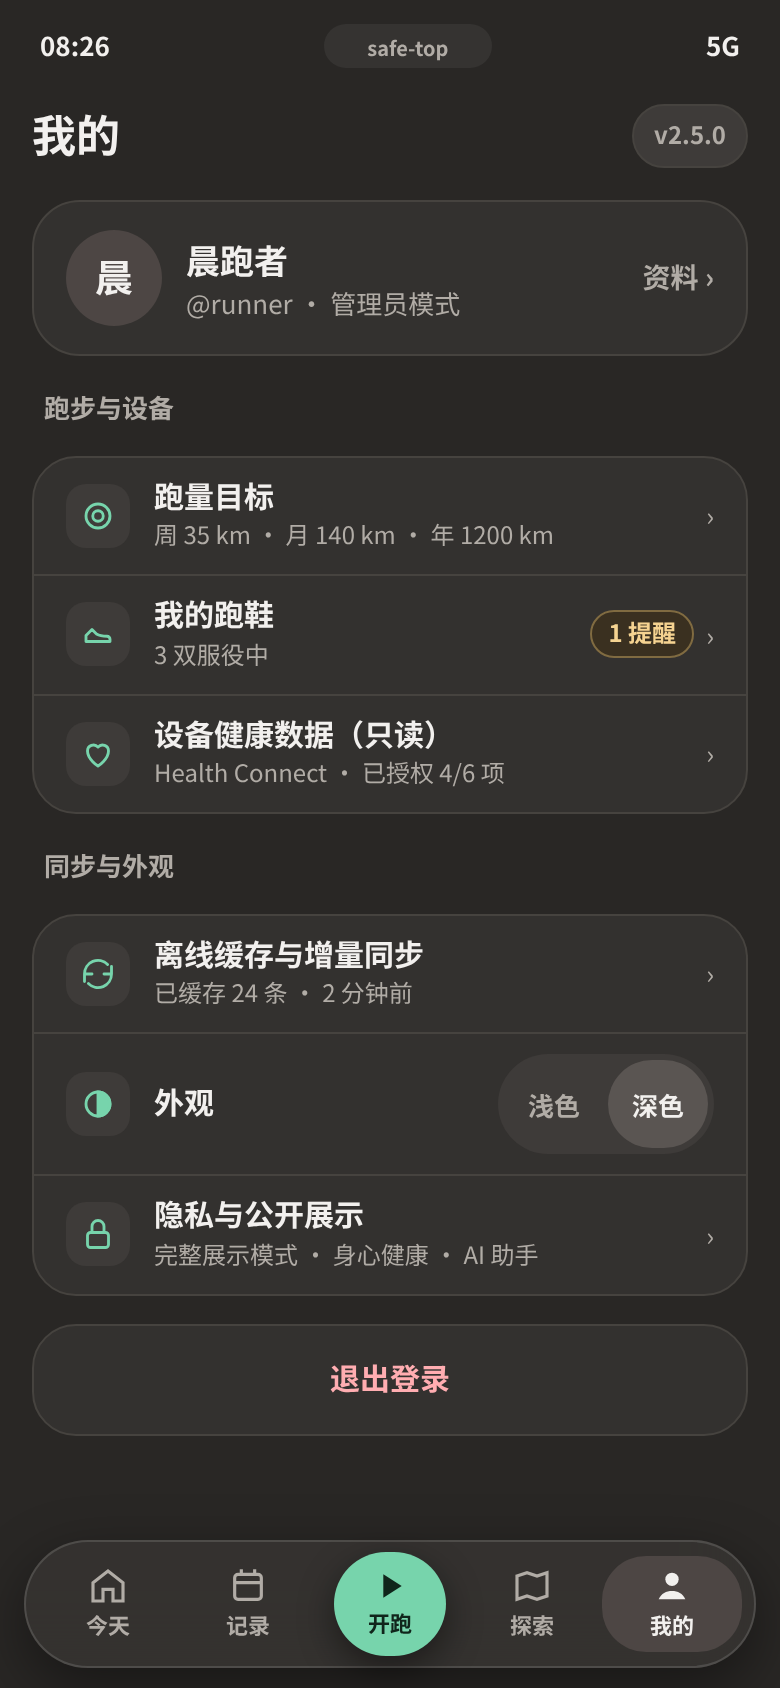 08:26
safe-top
5G
我的
v2.5.0
晨
晨跑者
@runner · 管理员模式
资料 ›
跑步与设备
跑量目标
周 35 km · 月 140 km · 年 1200 km
›
我的跑鞋
3 双服役中
1 提醒
›
设备健康数据（只读）
Health Connect · 已授权 4/6 项
›
同步与外观
离线缓存与增量同步
已缓存 24 条 · 2 分钟前
›
外观
浅色
深色
隐私与公开展示
完整展示模式 · 身心健康 · AI 助手
›
退出登录
今天
记录
开跑
探索
我的